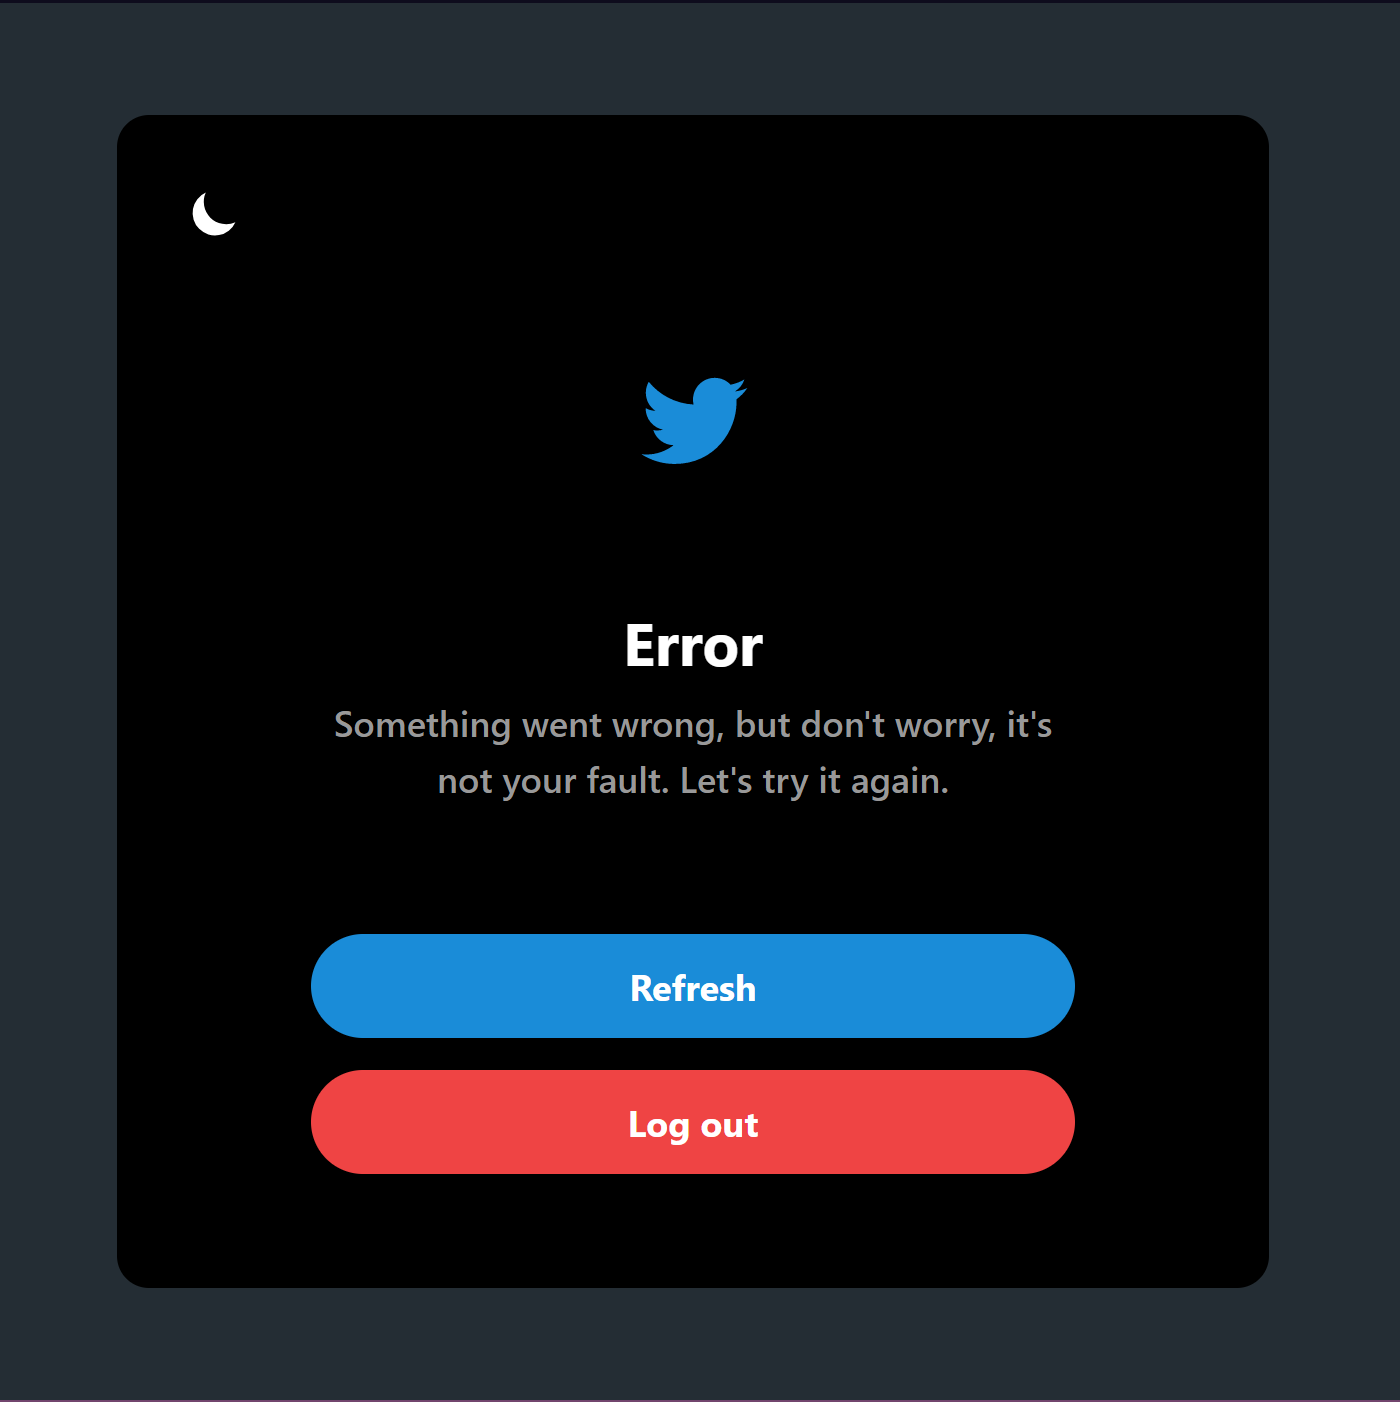 Error
Something went wrong, but don't worry, it's
not your fault. Let's try it again.
Refresh
Log out